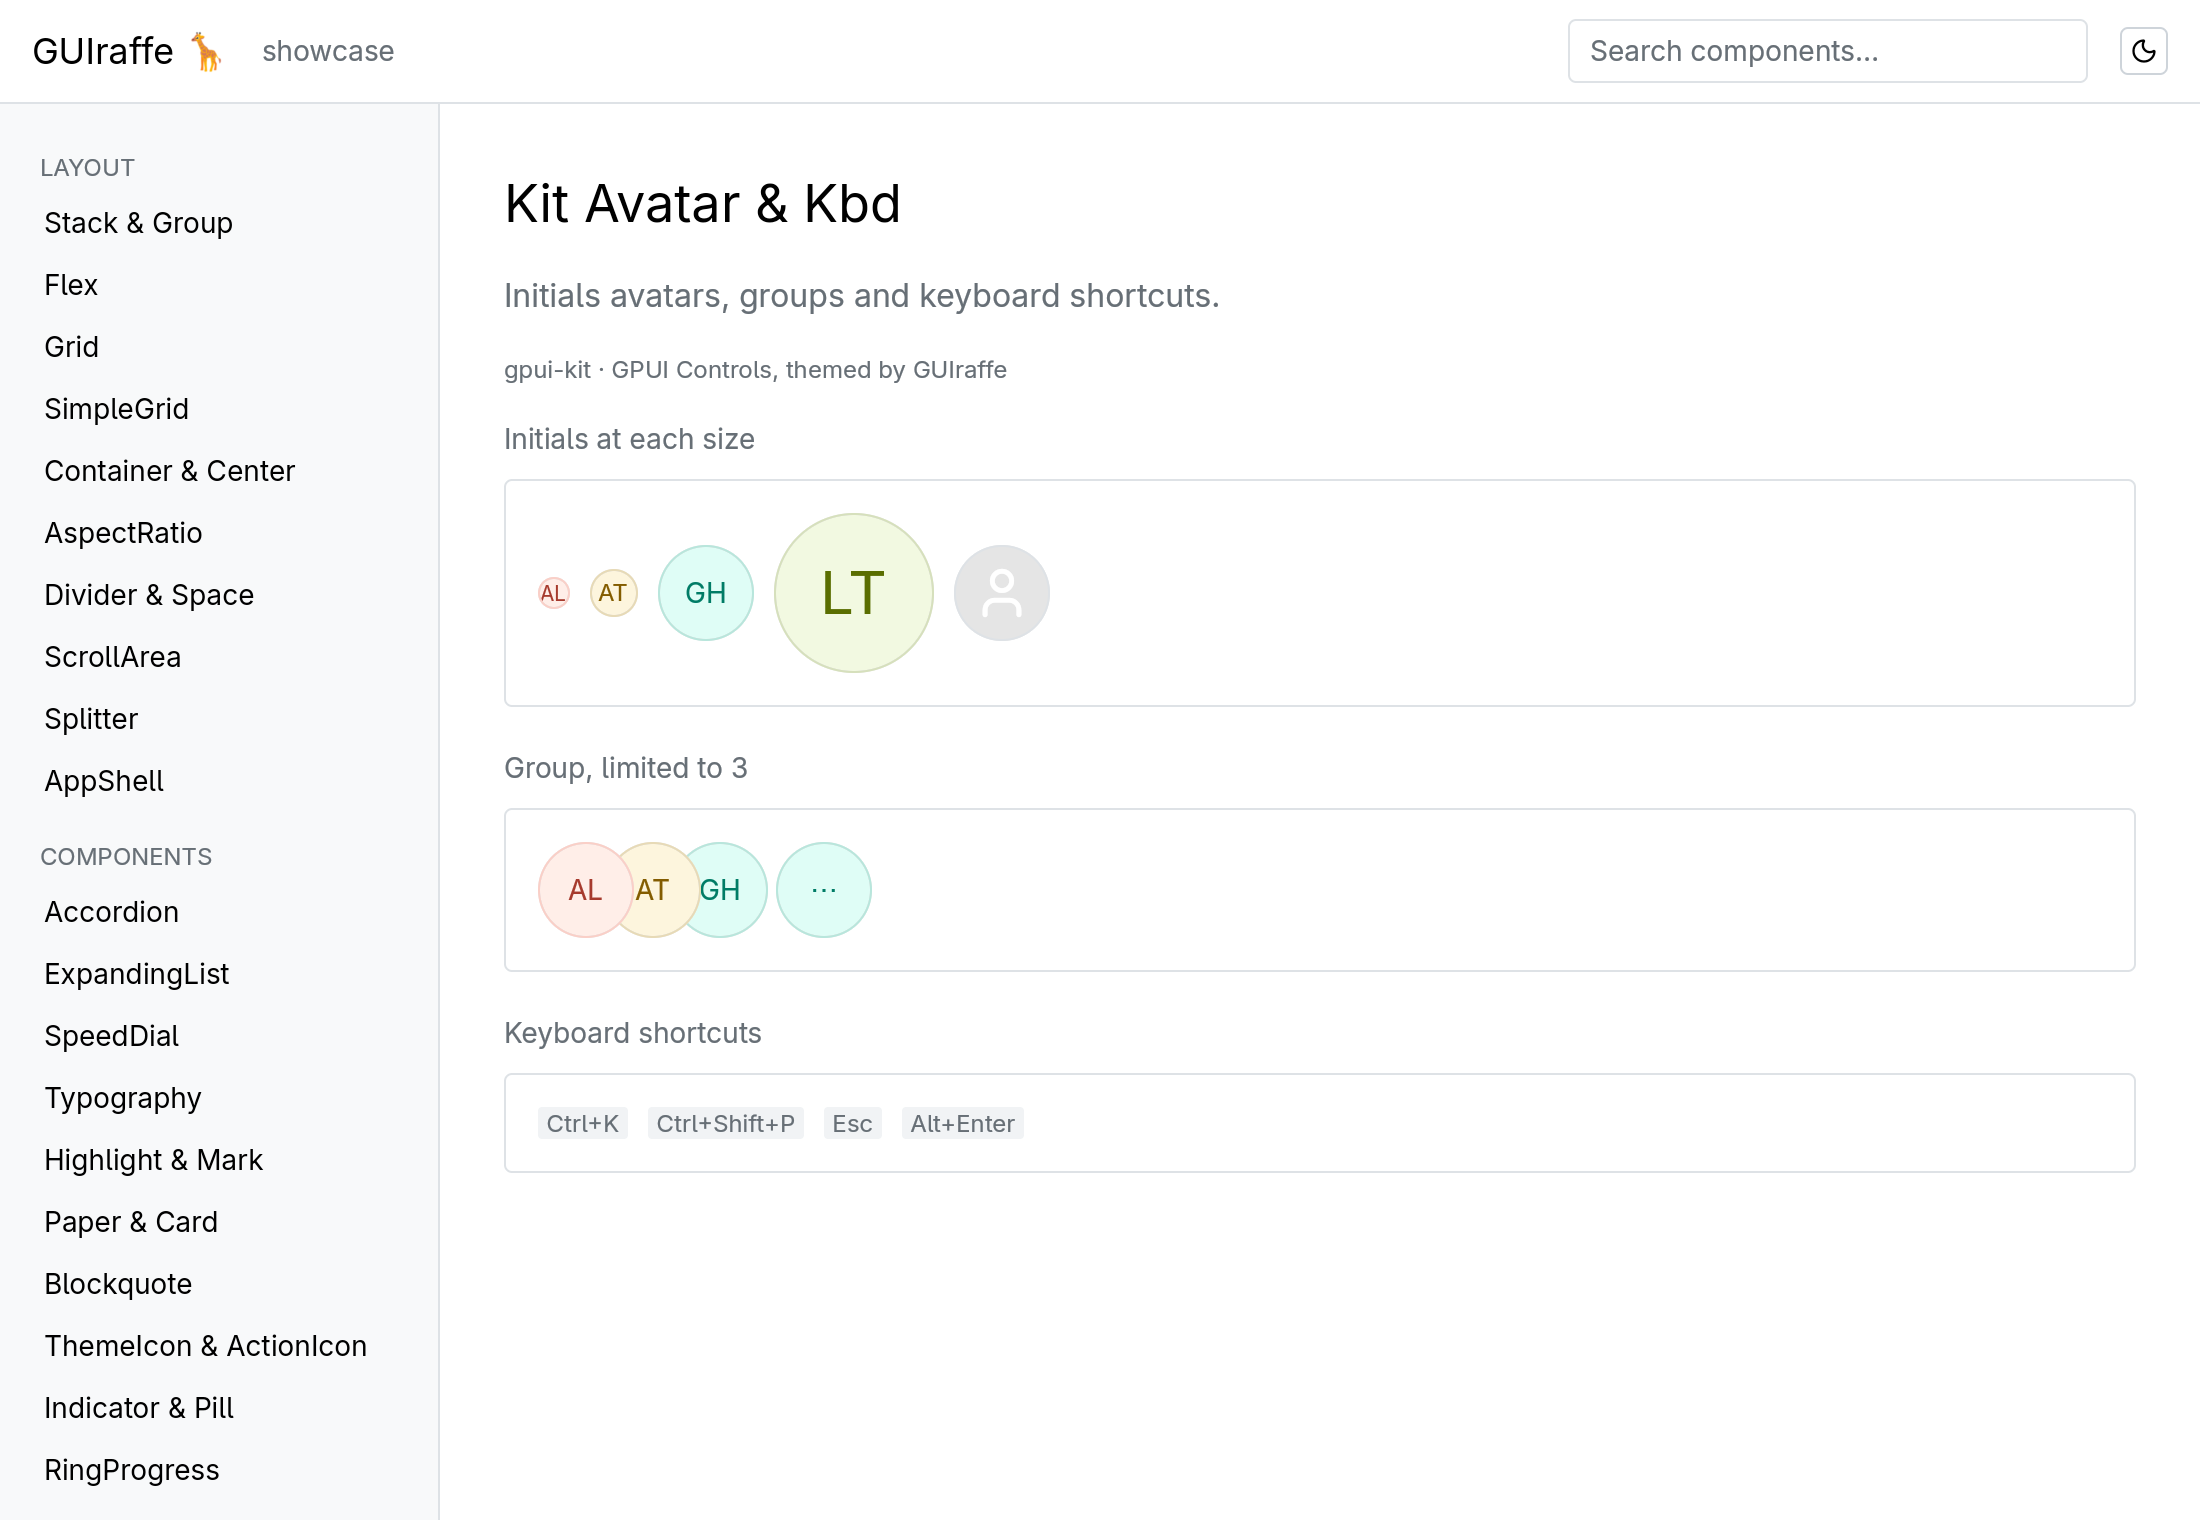 GUIraffe 🦒 showcase
Search components...
LAYOUT
Stack & Group
Flex
Grid
SimpleGrid
Container & Center
AspectRatio
Divider & Space
ScrollArea
Splitter
AppShell
COMPONENTS
Accordion
ExpandingList
SpeedDial
Typography
Highlight & Mark
Paper & Card
Blockquote
ThemeIcon & ActionIcon
Indicator & Pill
RingProgress
Kit Avatar & Kbd
Initials avatars, groups and keyboard shortcuts.
gpui-kit · GPUI Controls, themed by GUIraffe
Initials at each size
AL AT GH LT
Group, limited to 3
AL AT GH ⋯
Keyboard shortcuts
Ctrl+K Ctrl+Shift+P Esc Alt+Enter